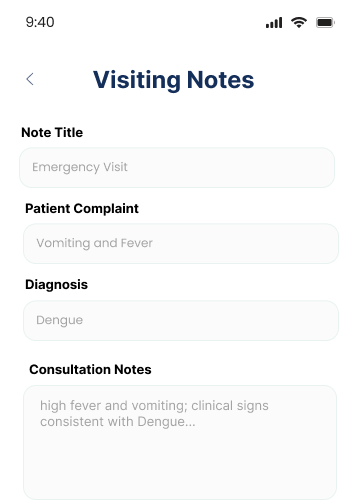 9:40
Visiting Notes
Note Title
Emergency Visit
Patient Complaint
Vomiting and Fever
Diagnosis
Dengue
Consultation Notes
high fever and vomiting; clinical signs
consistent with Dengue...